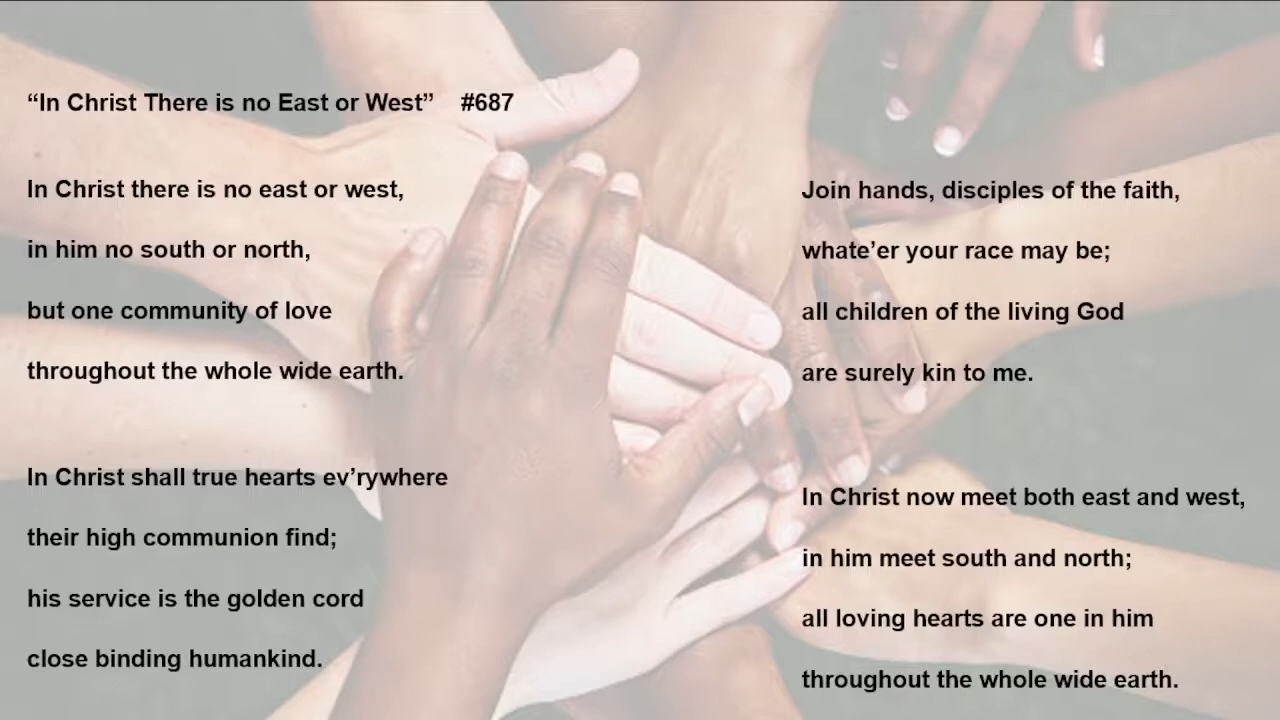 “In Christ There is no East or West” #687
In Christ there is no east or west,
in him no south or north,
but one community of love
throughout the whole wide earth.
In Christ shall true hearts ev’rywhere
their high communion find;
his service is the golden cord
close binding humankind.
Join hands, disciples of the faith,
whate’er your race may be;
all children of the living God
are surely kin to me.
In Christ now meet both east and west,
in him meet south and north;
all loving hearts are one in him
throughout the whole wide earth.